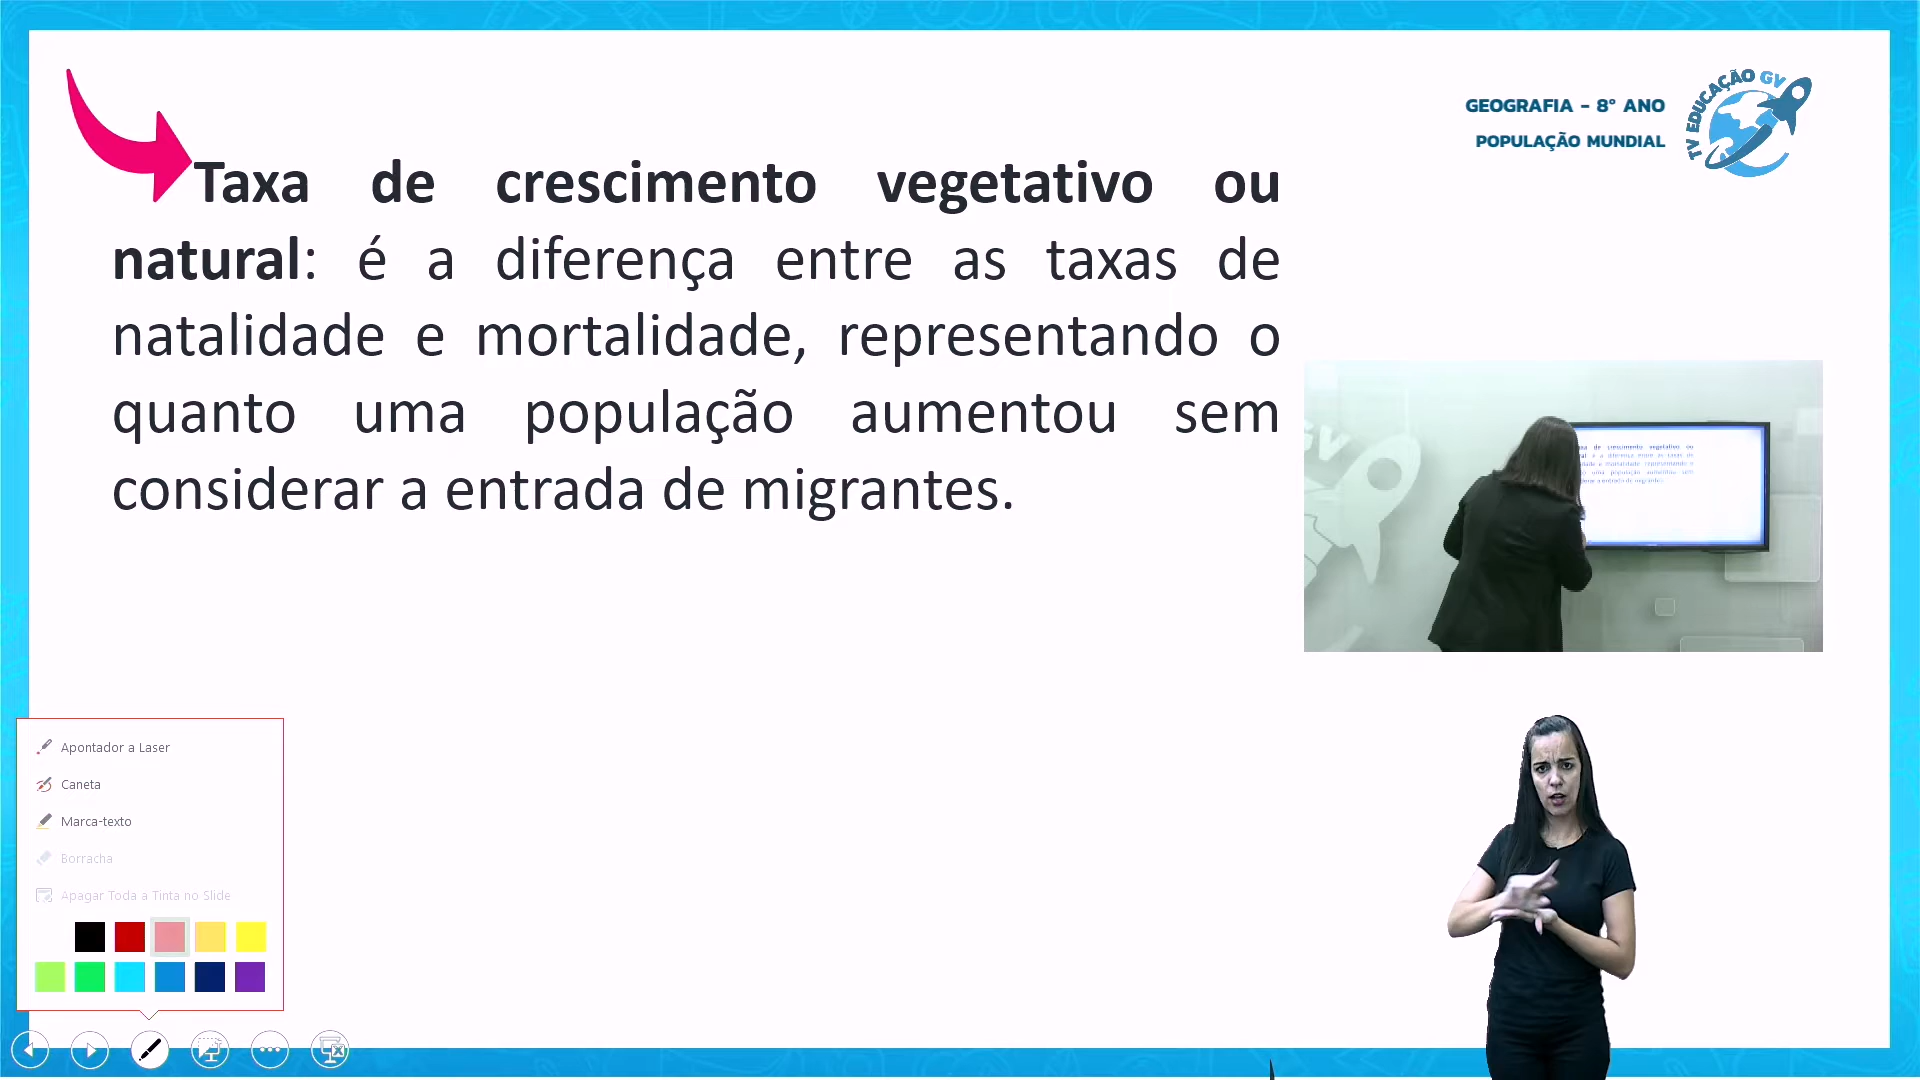 TV EDUCAÇÃO GV
GEOGRAFIA - 8º ANO
POPULAÇÃO MUNDIAL
Taxa de crescimento vegetativo ou
natural: é a diferença entre as taxas de
natalidade e mortalidade, representando o
quanto uma população aumentou sem
considerar a entrada de migrantes.
Apontador a Laser
Caneta
Marca-texto
Borracha
Apagar Toda a Tinta no Slide